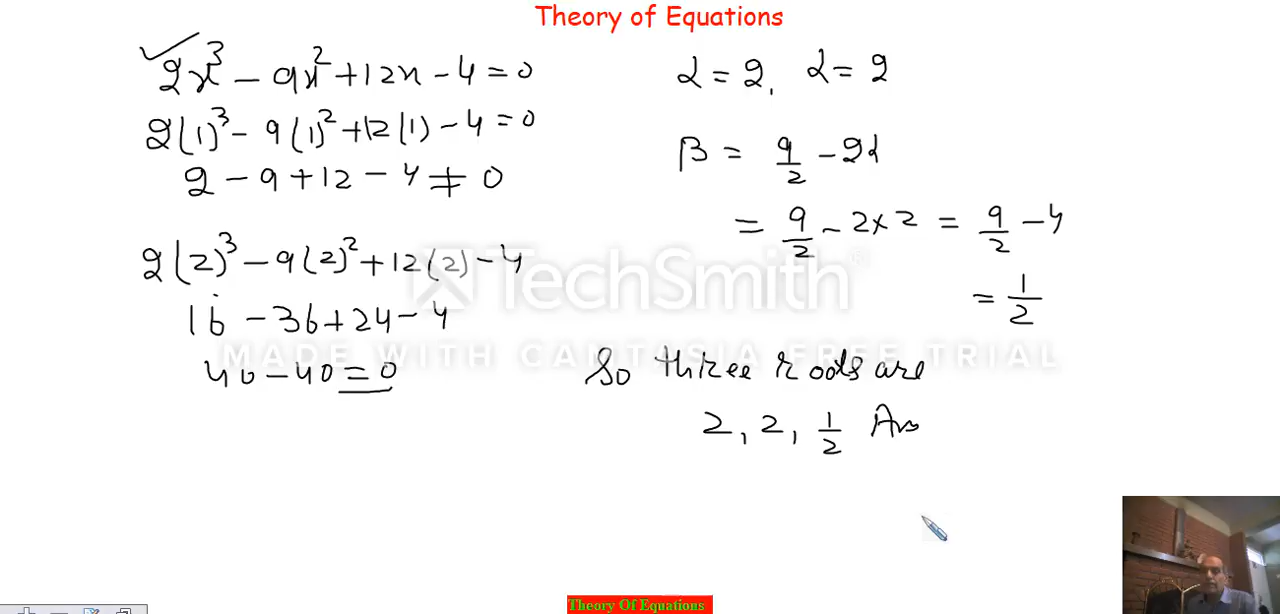 Theory of Equations
2x³ − 9x² + 12x − 4 = 0
2(1)³ − 9(1)² + 12(1) − 4 = 0
2 − 9 + 12 − 4 ≠ 0
2(2)³ − 9(2)² + 12(2) − 4
16 − 36 + 24 − 4
40 − 40 = 0
α = 2, α = 2
β = 9/2 − 2α
= 9/2 − 2×2 = 9/2 − 4
= 1/2
So three roots are
2, 2, 1/2 Ans
TechSmith®
MADE WITH CAMTASIA FREE TRIAL
Theory Of Equations